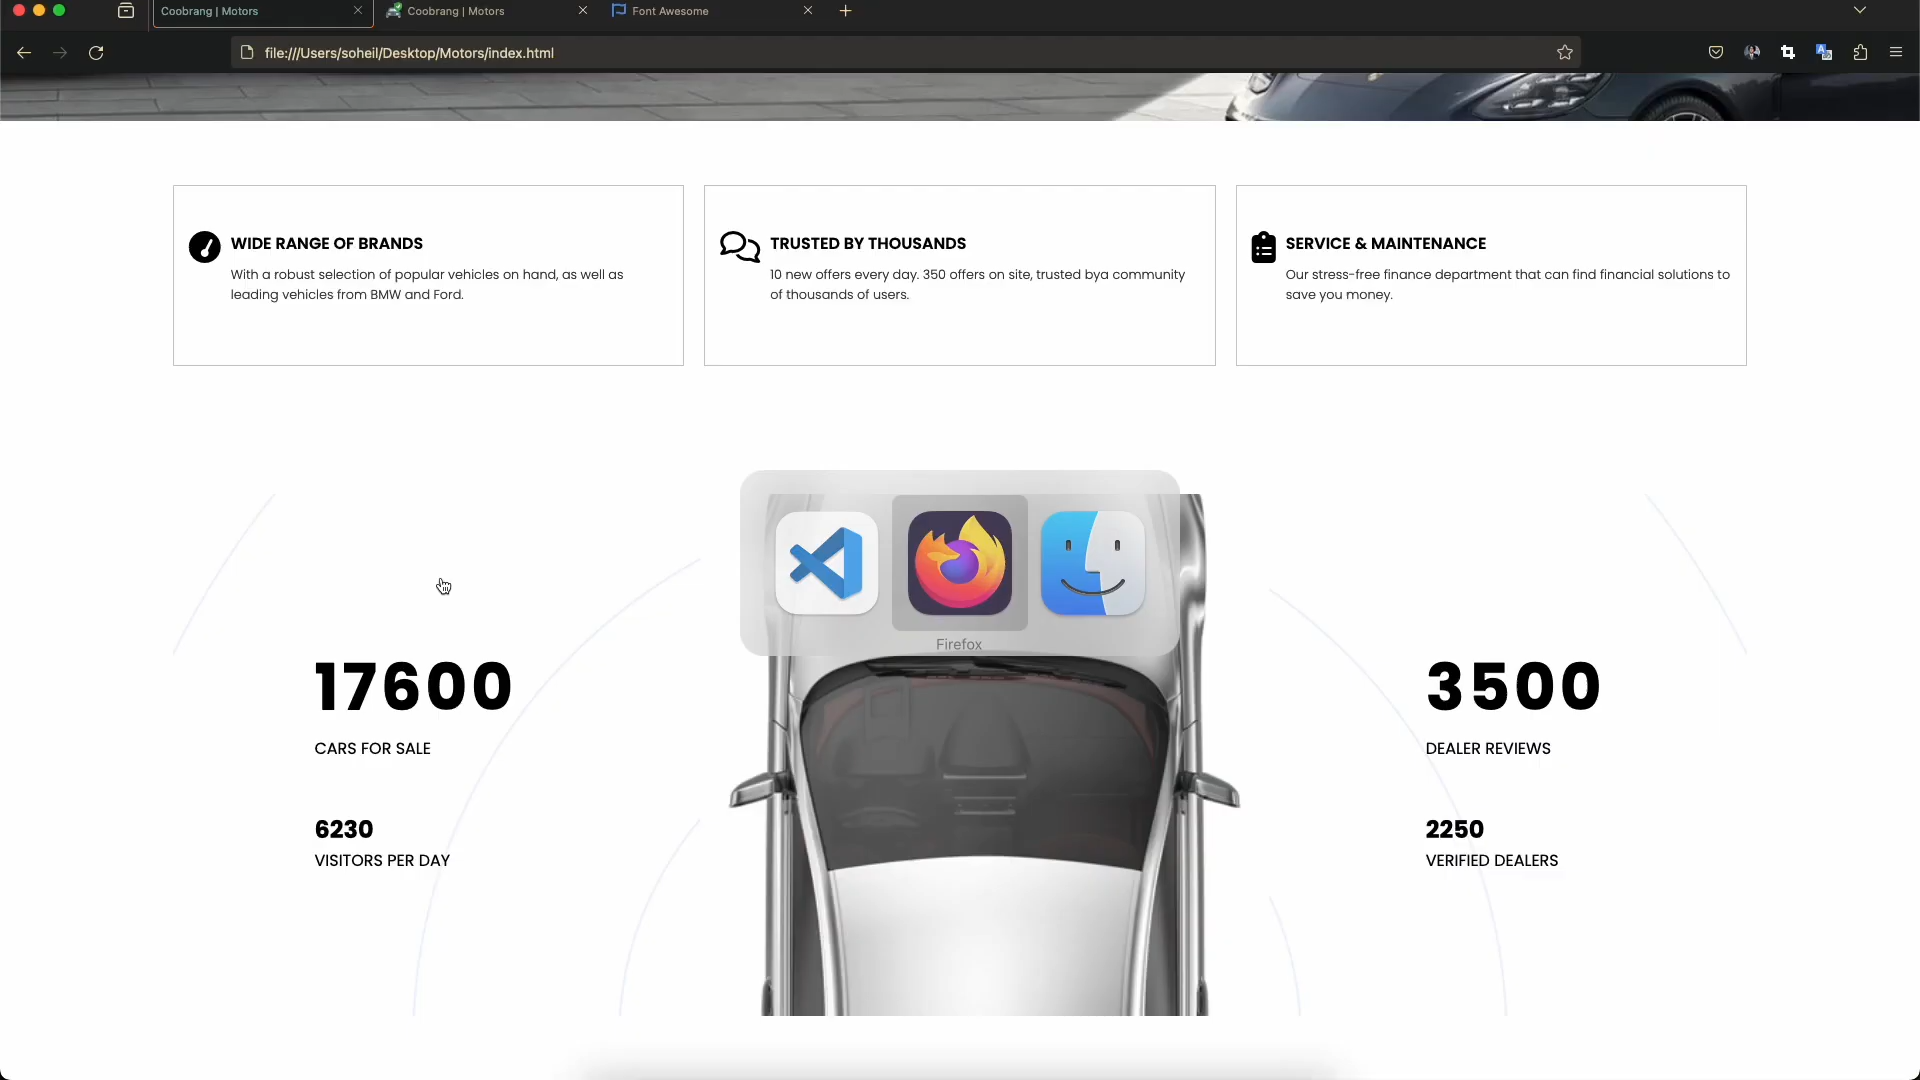 Coobrang | Motors
Coobrang | Motors
Font Awesome
file:///Users/soheil/Desktop/Motors/index.html
WIDE RANGE OF BRANDS
With a robust selection of popular vehicles on hand, as well as
leading vehicles from BMW and Ford.
TRUSTED BY THOUSANDS
10 new offers every day. 350 offers on site, trusted bya community
of thousands of users.
SERVICE & MAINTENANCE
Our stress-free finance department that can find financial solutions to
save you money.
Firefox
17600
CARS FOR SALE
6230
VISITORS PER DAY
3500
DEALER REVIEWS
2250
VERIFIED DEALERS